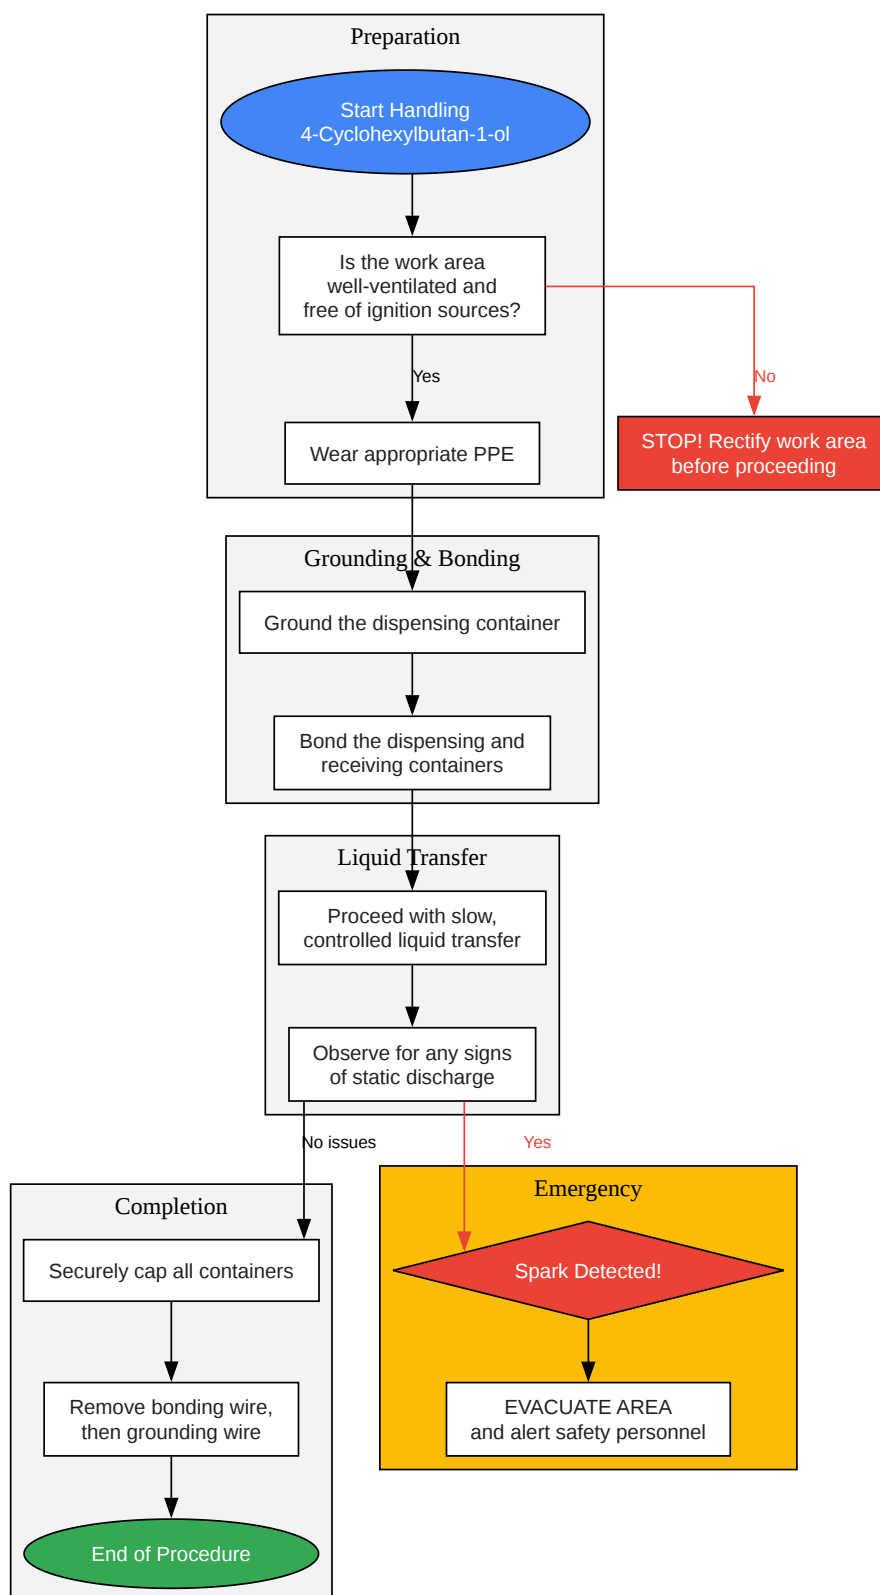 Preparation
Start Handling
4-Cyclohexylbutan-1-ol
Is the work area
well-ventilated and
free of ignition sources?
Yes
No
Wear appropriate PPE
STOP! Rectify work area
before proceeding
Grounding & Bonding
Ground the dispensing container
Bond the dispensing and
receiving containers
Liquid Transfer
Proceed with slow,
controlled liquid transfer
Observe for any signs
of static discharge
No issues
Yes
Completion
Securely cap all containers
Remove bonding wire,
then grounding wire
End of Procedure
Emergency
Spark Detected!
EVACUATE AREA
and alert safety personnel